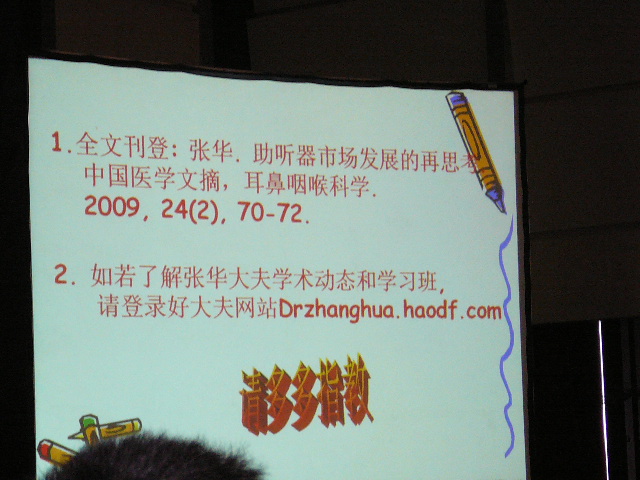 1.全文刊登：张华. 助听器市场发展的再思考
中国医学文摘，耳鼻咽喉科学.
2009, 24(2), 70-72.
2. 如若了解张华大夫学术动态和学习班,
请登录好大夫网站Drzhanghua.haodf.com
请多多指教